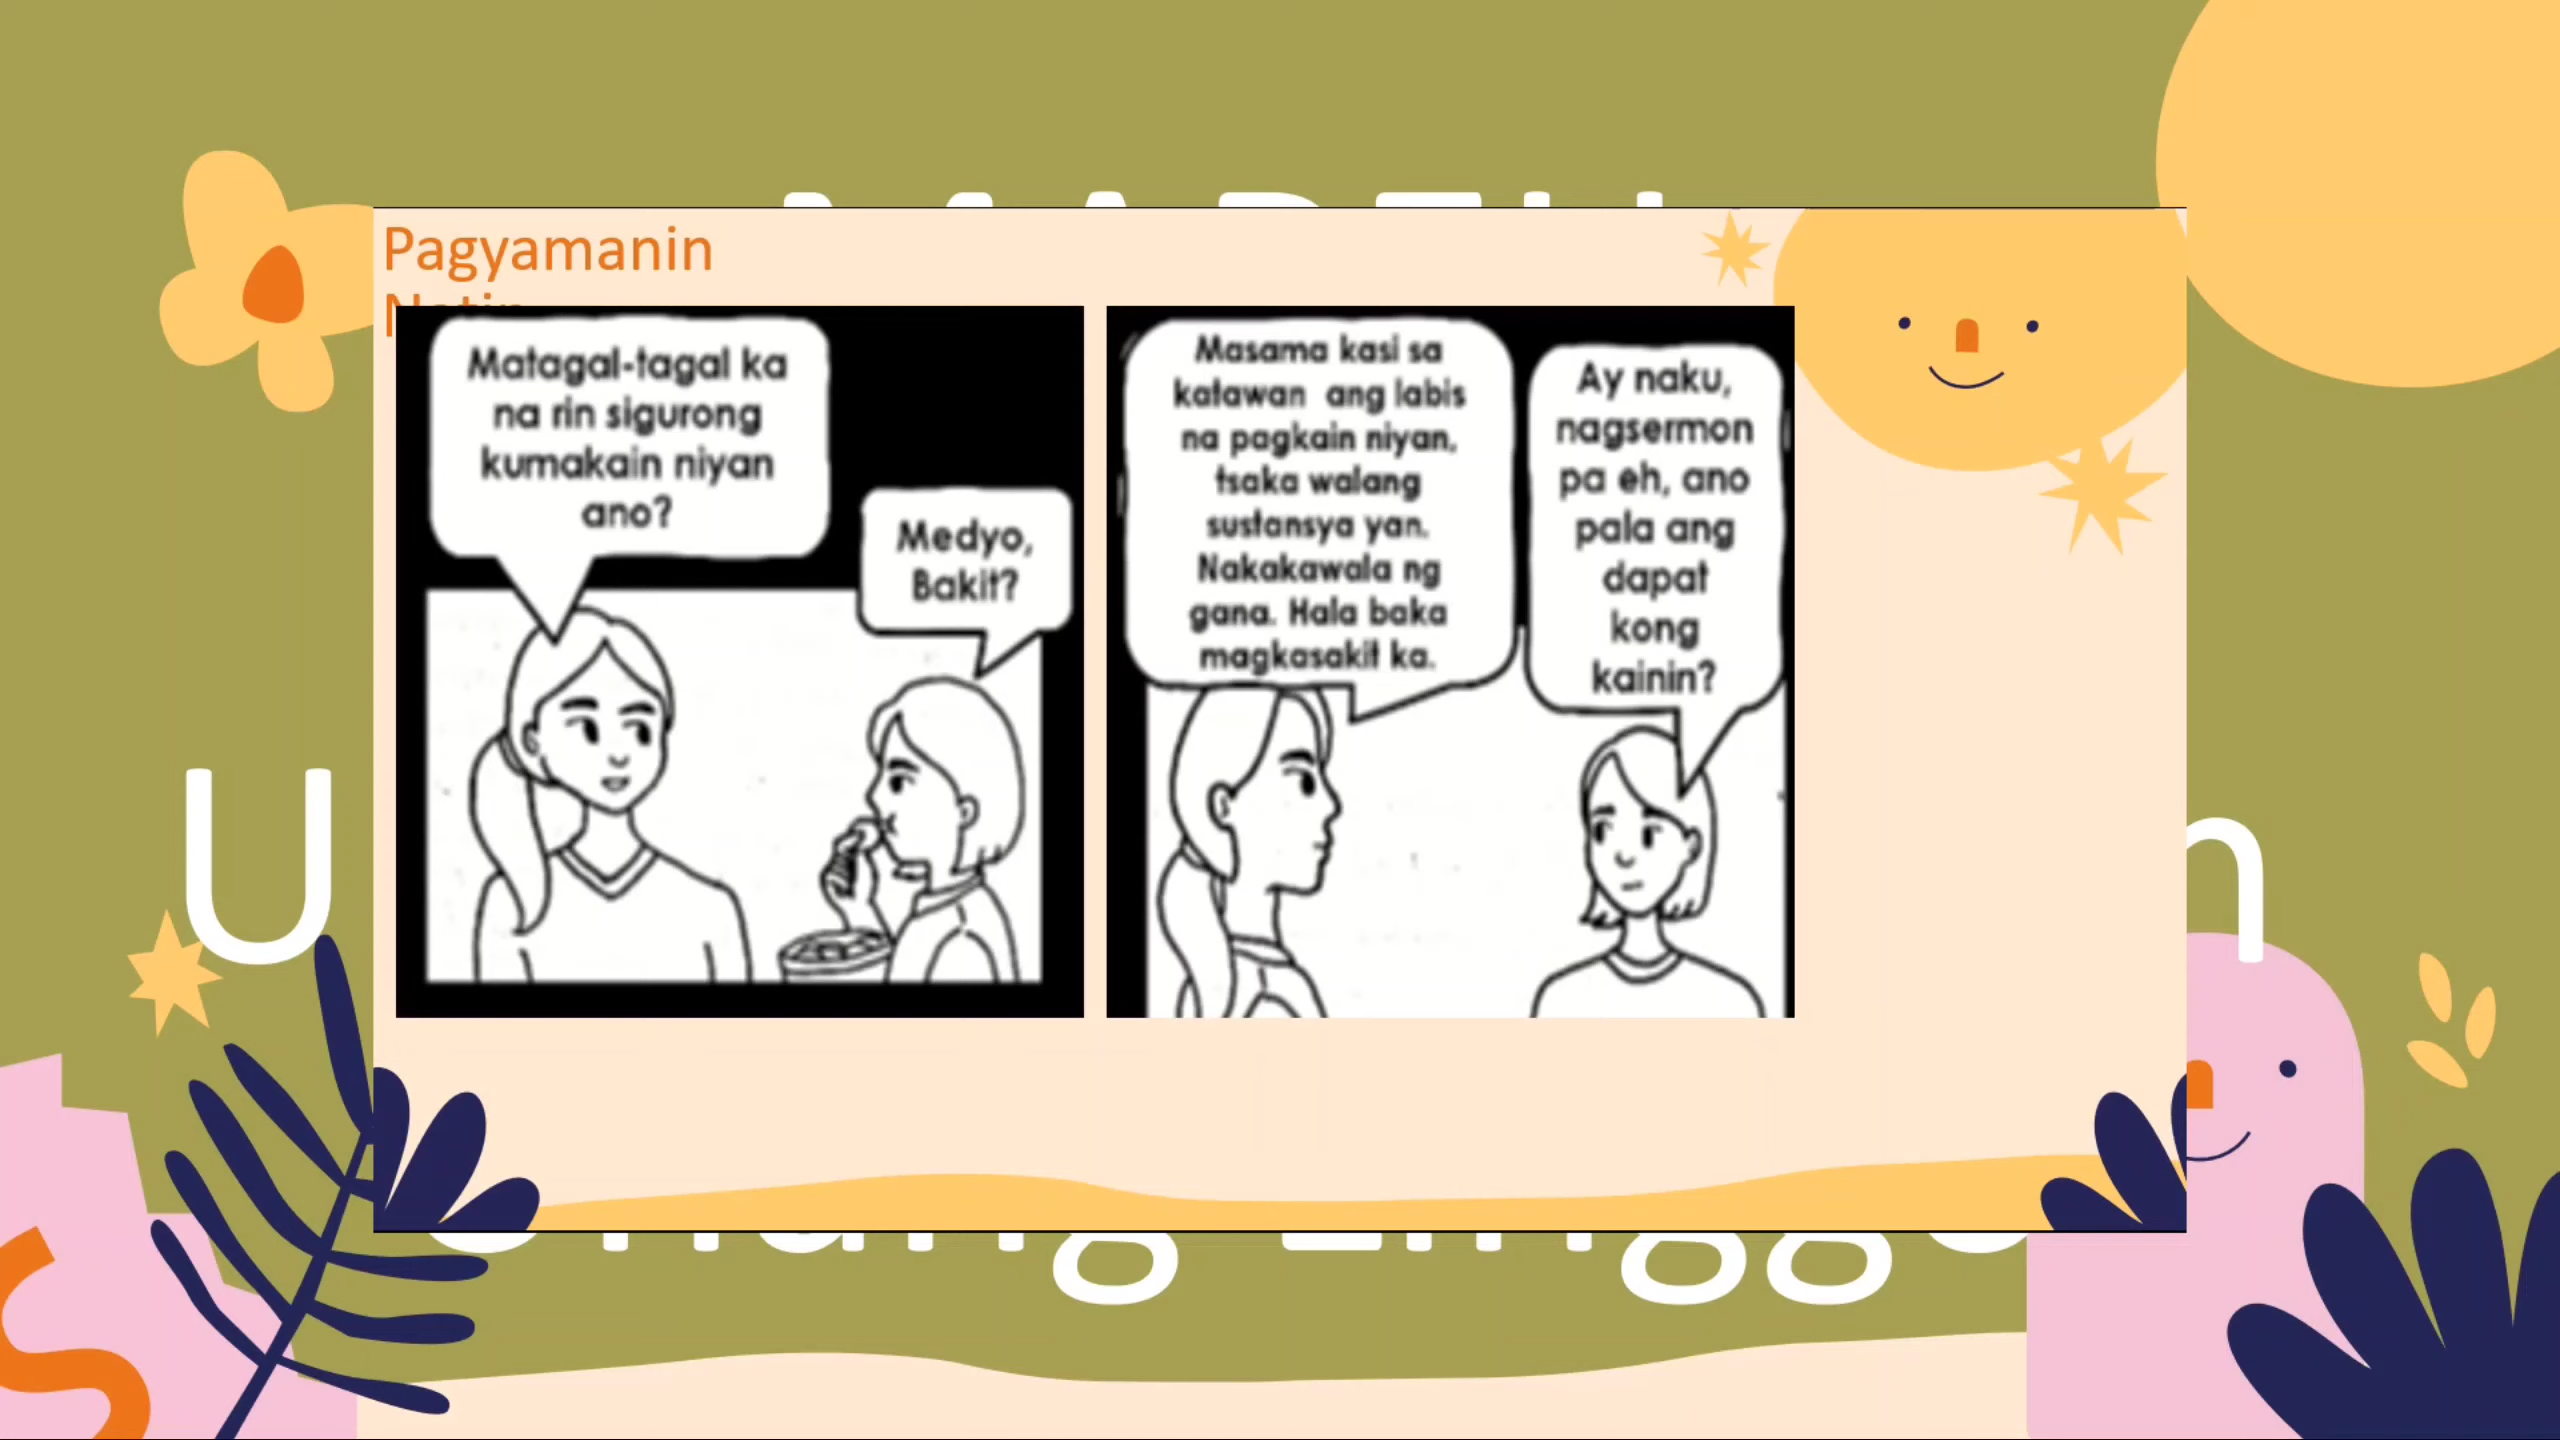 Pagyamanin
Matagal-tagal ka
na rin sigurong
kumakain niyan
ano?
Medyo,
Bakit?
Masama kasi sa
katawan ang labis
na pagkain niyan,
tsaka walang
sustansya yan.
Nakakawala ng
gana. Hala baka
magkasakit ka.
Ay naku,
nagsermon
pa eh, ano
pala ang
dapat
kong
kainin?